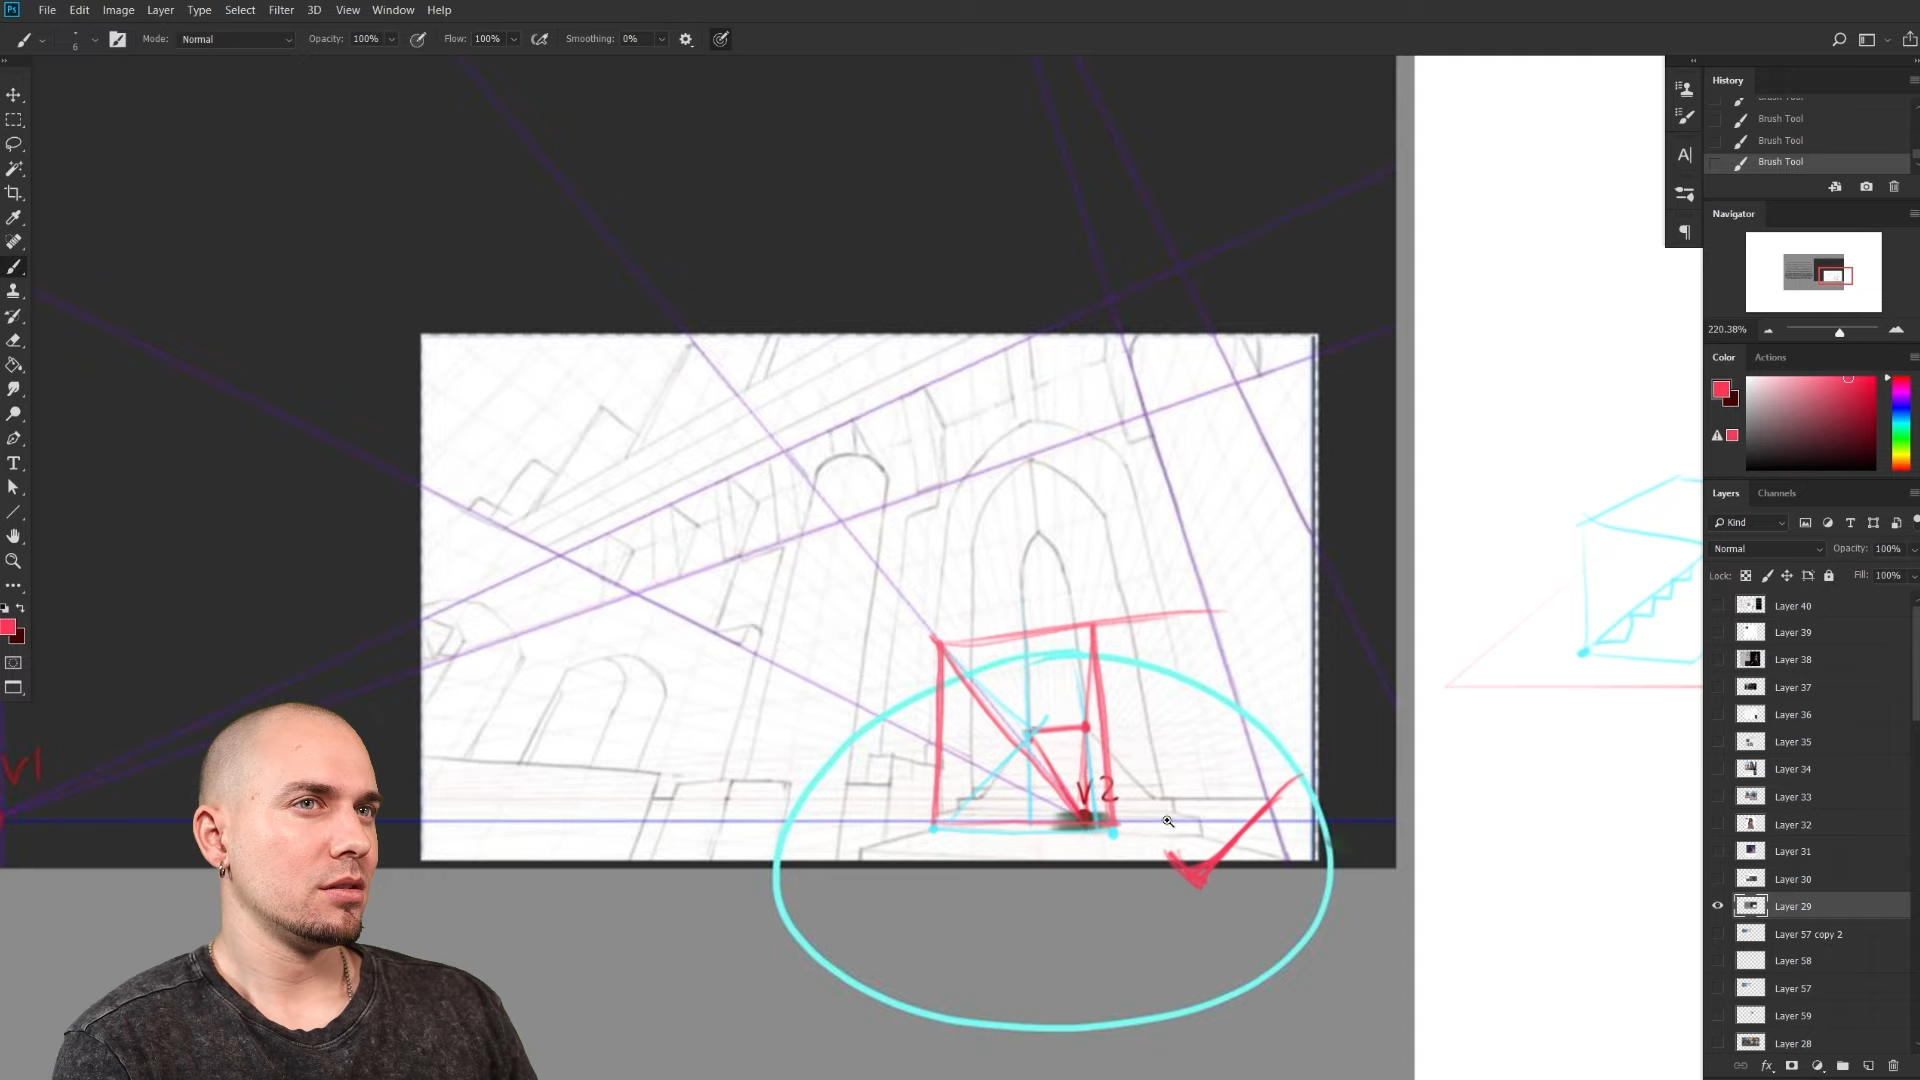 Ps File Edit Image Layer Type Select Filter 3D View Window Help
6 Mode: Normal Opacity: 100% Flow: 100% Smoothing: 0%
History
Brush Tool
Brush Tool
Brush Tool
Navigator
220.38%
Color Actions
Layers Channels
Kind
Normal Opacity: 100%
Lock: Fill: 100%
Layer 40
Layer 39
Layer 38
Layer 37
Layer 36
Layer 35
Layer 34
Layer 33
Layer 32
Layer 31
Layer 30
Layer 29
Layer 57 copy 2
Layer 58
Layer 57
Layer 59
Layer 28
V1
V2